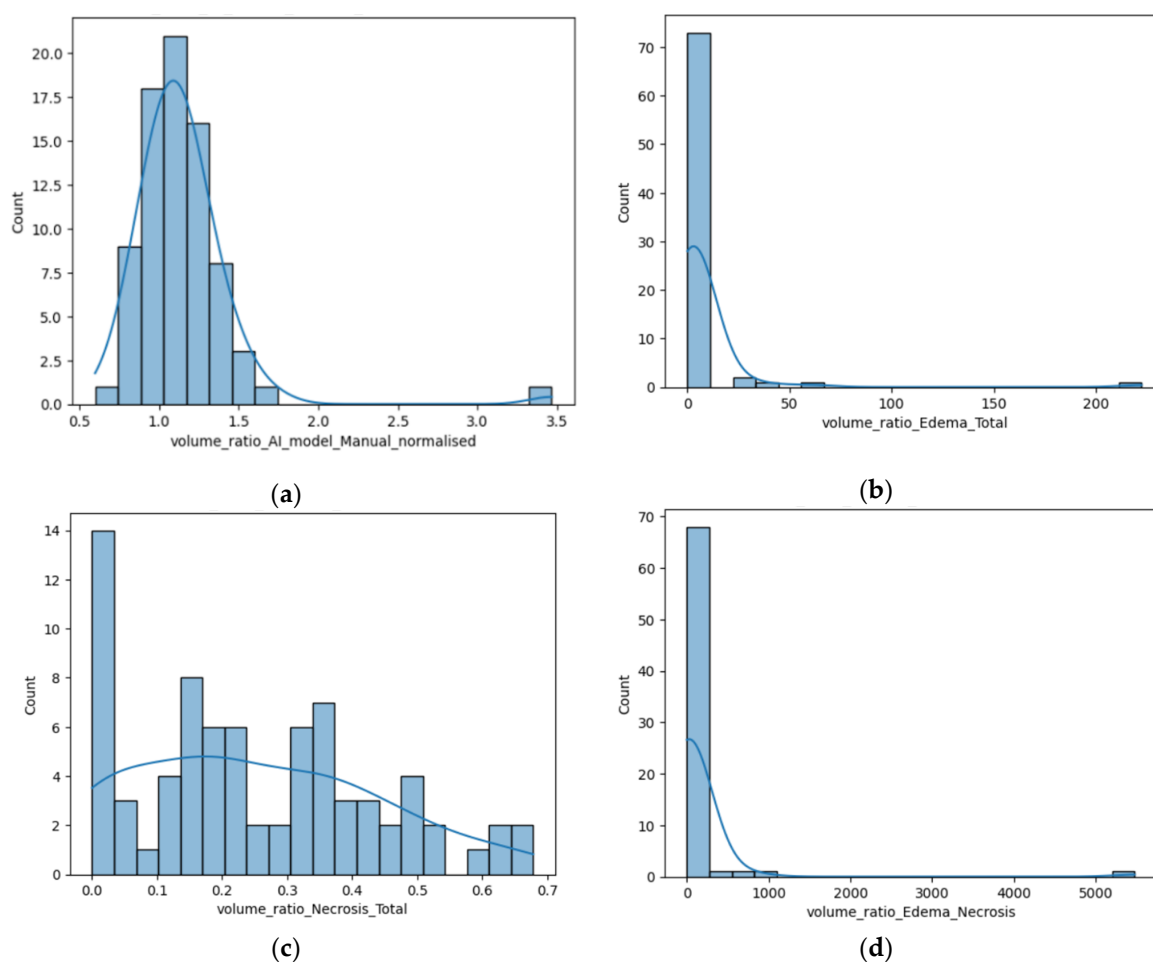 20.0
17.5
15.0
12.5
10.0
7.5
5.0
2.5
0.0
Count
0.5 1.0 1.5 2.0 2.5 3.0 3.5
volume_ratio_AI_model_Manual_normalised
(a)
70
60
50
40
30
20
10
0
Count
0 50 100 150 200
volume_ratio_Edema_Total
(b)
14
12
10
8
6
4
2
0
Count
0.0 0.1 0.2 0.3 0.4 0.5 0.6 0.7
volume_ratio_Necrosis_Total
(c)
70
60
50
40
30
20
10
0
Count
0 1000 2000 3000 4000 5000
volume_ratio_Edema_Necrosis
(d)